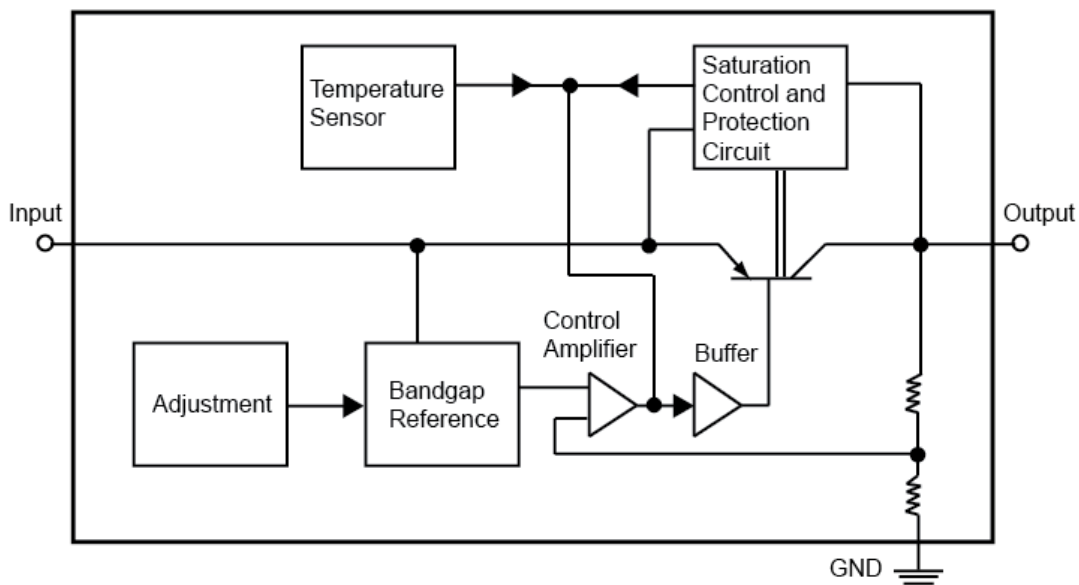 Temperature
Sensor
Saturation
Control and
Protection
Circuit
Input
Output
Control
Amplifier
Buffer
Adjustment
Bandgap
Reference
GND